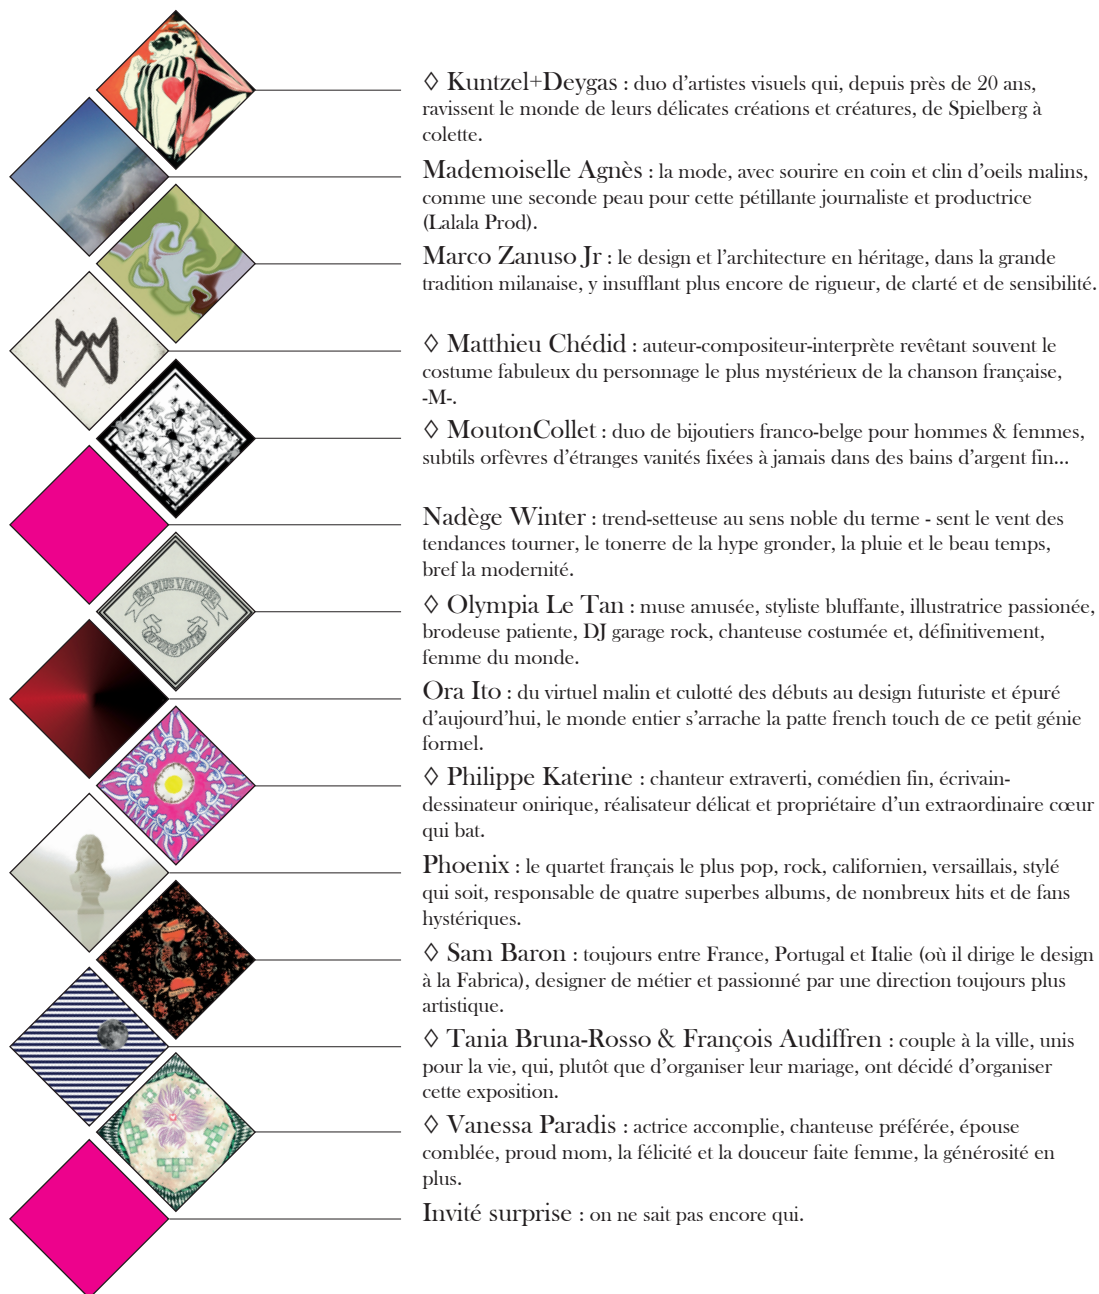 ◊ Kuntzel+Deygas : duo d'artistes visuels qui, depuis près de 20 ans,
ravissent le monde de leurs délicates créations et créatures, de Spielberg à
colette.
Mademoiselle Agnès : la mode, avec sourire en coin et clin d'oeils malins,
comme une seconde peau pour cette pétillante journaliste et productrice
(Lalala Prod).
Marco Zanuso Jr : le design et l'architecture en héritage, dans la grande
tradition milanaise, y insufflant plus encore de rigueur, de clarté et de sensibilité.
◊ Matthieu Chédid : auteur-compositeur-interprète revêtant souvent le
costume fabuleux du personnage le plus mystérieux de la chanson française,
-M-.
◊ MoutonCollet : duo de bijoutiers franco-belge pour hommes & femmes,
subtils orfèvres d'étranges vanités fixées à jamais dans des bains d'argent fin...
Nadège Winter : trend-setteuse au sens noble du terme - sent le vent des
tendances tourner, le tonerre de la hype gronder, la pluie et le beau temps,
bref la modernité.
PAS PLUS VICIEUSE
QU'UNE AUTRE
◊ Olympia Le Tan : muse amusée, styliste bluffante, illustratrice passionée,
brodeuse patiente, DJ garage rock, chanteuse costumée et, définitivement,
femme du monde.
Ora Ito : du virtuel malin et culotté des débuts au design futuriste et épuré
d'aujourd'hui, le monde entier s'arrache la patte french touch de ce petit génie
formel.
◊ Philippe Katerine : chanteur extraverti, comédien fin, écrivain-
dessinateur onirique, réalisateur délicat et propriétaire d'un extraordinaire cœur
qui bat.
Phoenix : le quartet français le plus pop, rock, californien, versaillais, stylé
qui soit, responsable de quatre superbes albums, de nombreux hits et de fans
hystériques.
◊ Sam Baron : toujours entre France, Portugal et Italie (où il dirige le design
à la Fabrica), designer de métier et passionné par une direction toujours plus
artistique.
◊ Tania Bruna-Rosso & François Audiffren : couple à la ville, unis
pour la vie, qui, plutôt que d'organiser leur mariage, ont décidé d'organiser
cette exposition.
◊ Vanessa Paradis : actrice accomplie, chanteuse préférée, épouse
comblée, proud mom, la félicité et la douceur faite femme, la générosité en
plus.
Invité surprise : on ne sait pas encore qui.